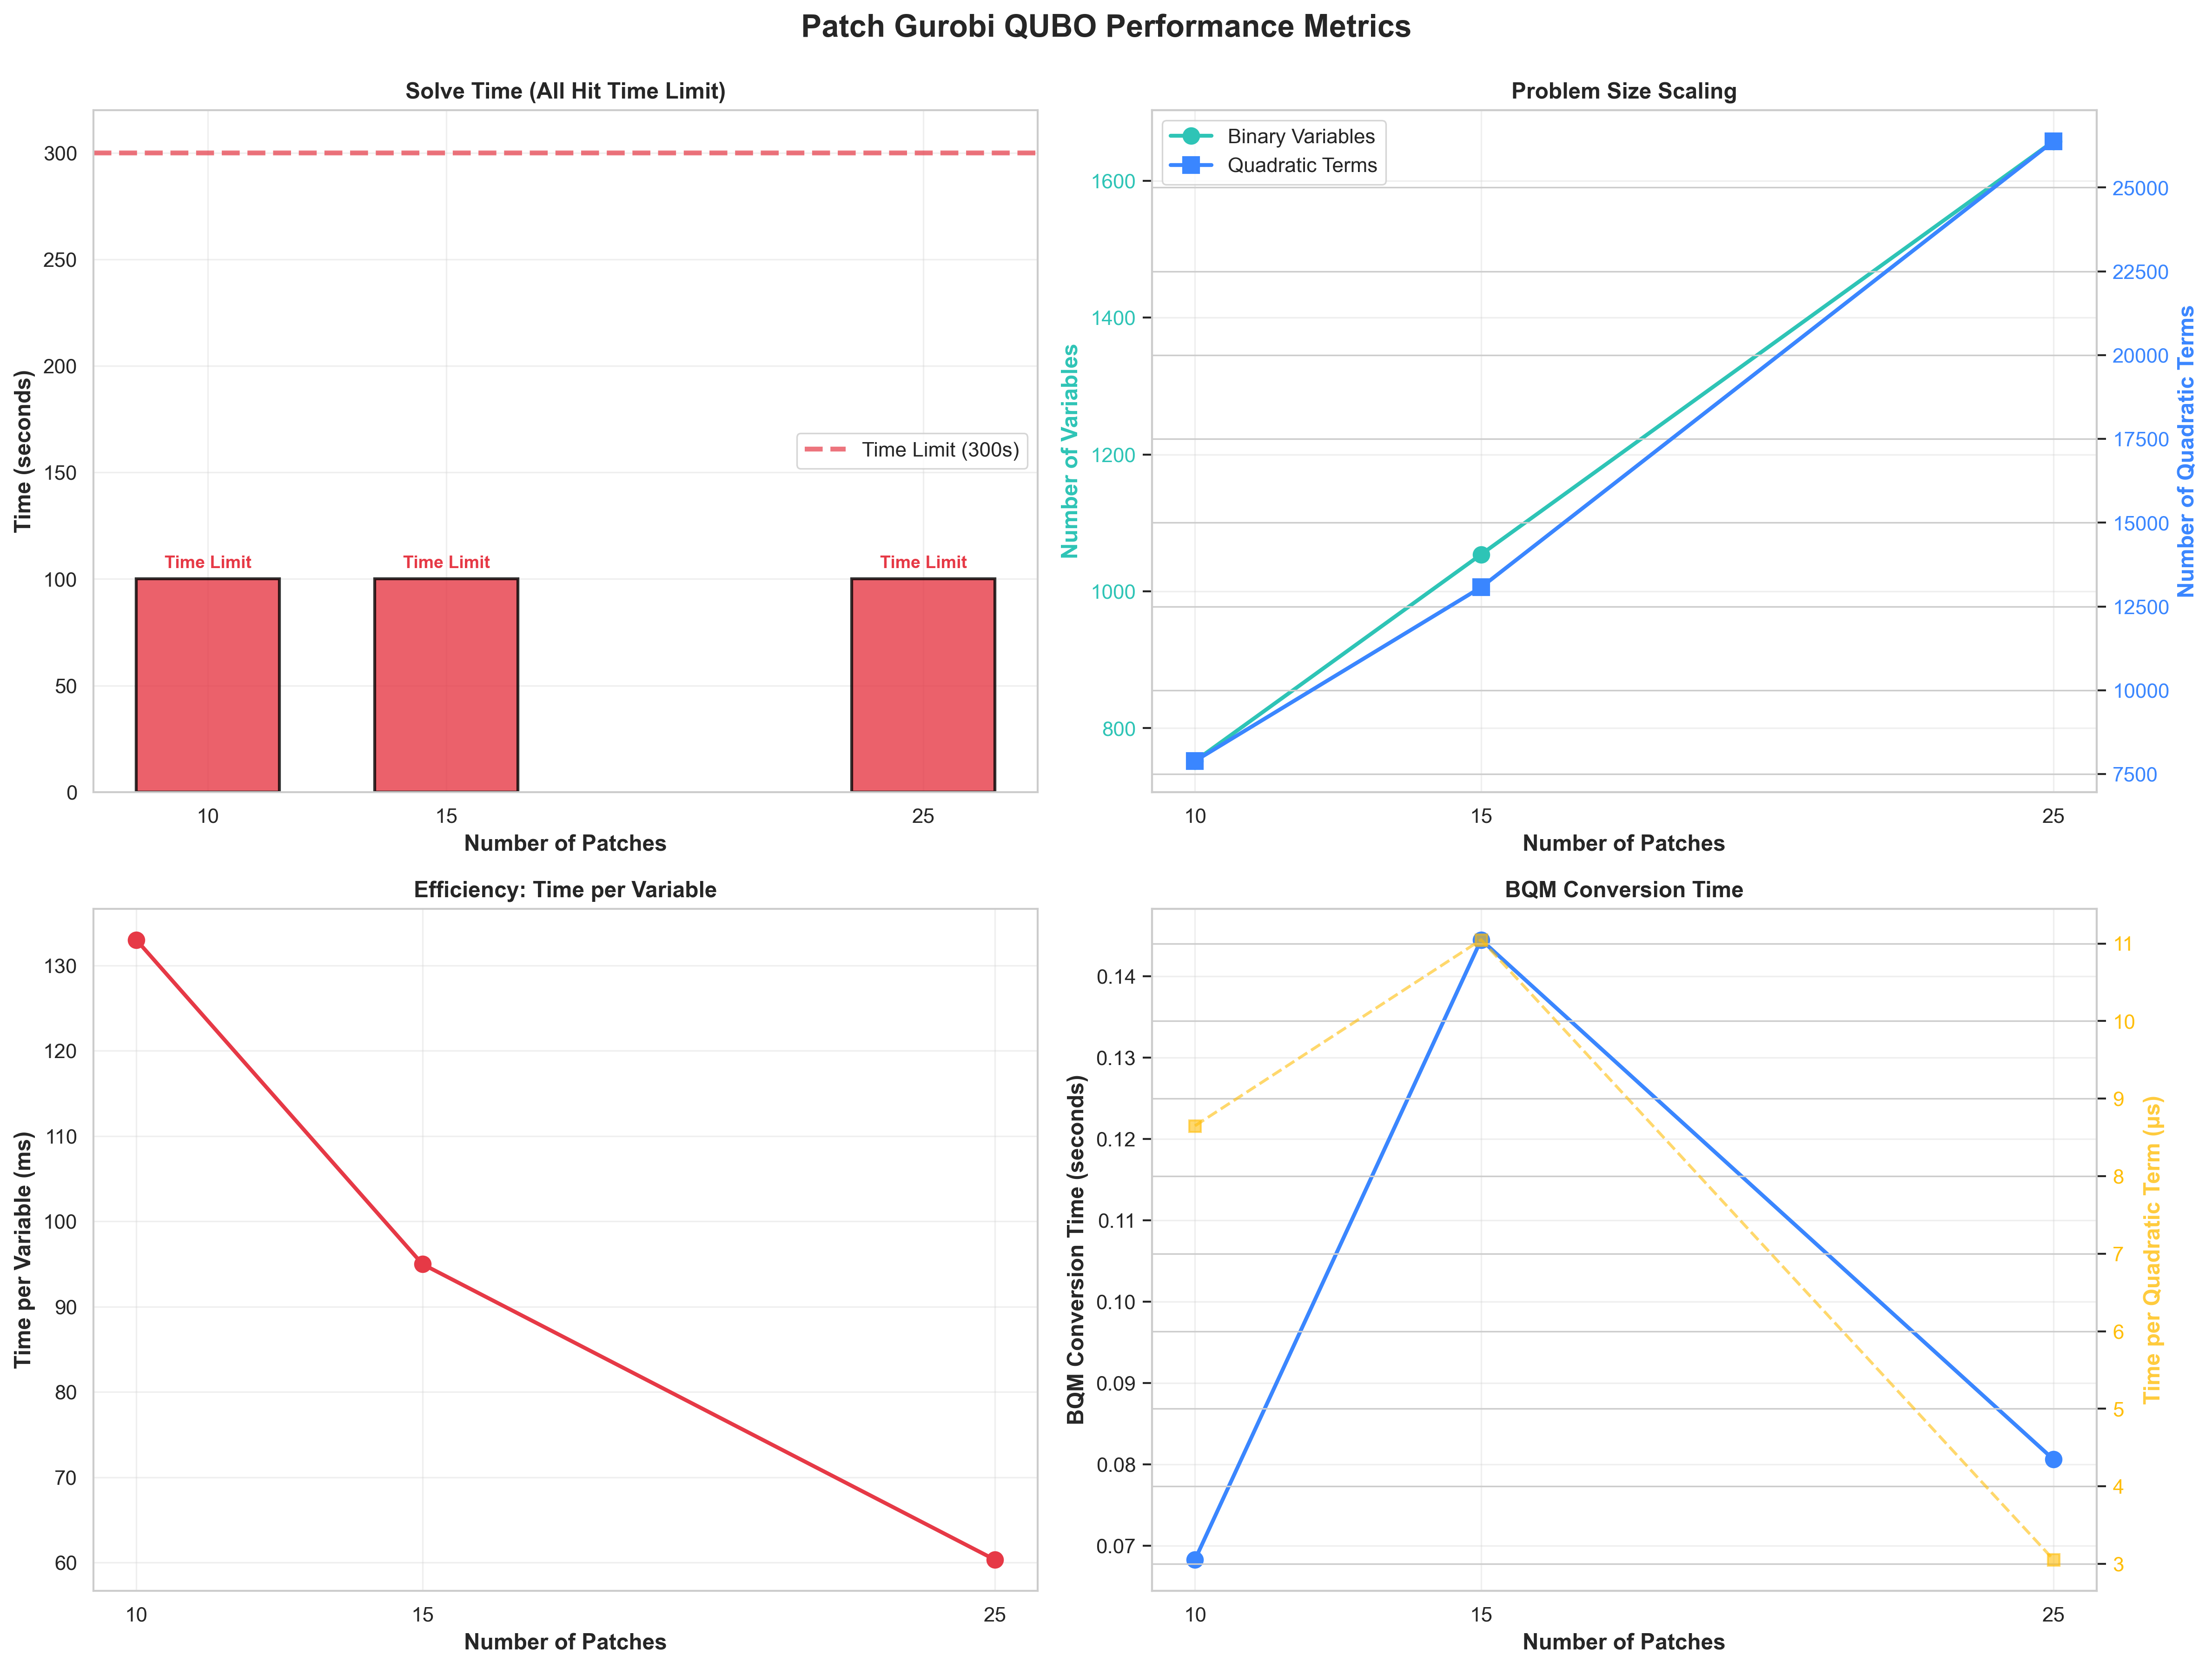 Patch Gurobi QUBO Performance Metrics
Solve Time (All Hit Time Limit)
300
250
200
150
100
50
0
Time (seconds)
Time Limit (300s)
Time Limit
Time Limit
Time Limit
10
15
25
Number of Patches
Problem Size Scaling
Binary Variables
Quadratic Terms
1600
1400
1200
1000
800
Number of Variables
25000
22500
20000
17500
15000
12500
10000
7500
Number of Quadratic Terms
10
15
25
Number of Patches
Efficiency: Time per Variable
130
120
110
100
90
80
70
60
Time per Variable (ms)
10
15
25
Number of Patches
BQM Conversion Time
0.14
0.13
0.12
0.11
0.10
0.09
0.08
0.07
BQM Conversion Time (seconds)
11
10
9
8
7
6
5
4
3
Time per Quadratic Term (µs)
10
15
25
Number of Patches